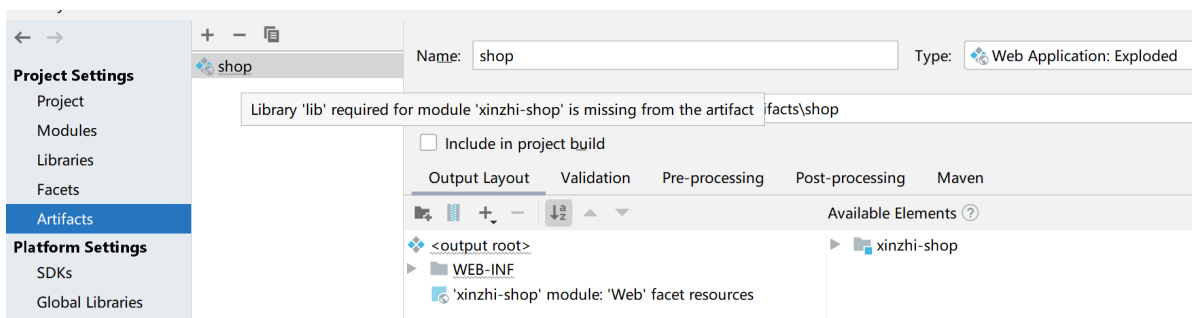 Project Settings
Project
Modules
Libraries
Facets
Artifacts
Platform Settings
SDKs
Global Libraries
shop
Name: shop
Type: Web Application: Exploded
Library 'lib' required for module 'xinzhi-shop' is missing from the artifact
ifacts\shop
Include in project build
Output Layout Validation Pre-processing Post-processing Maven
Available Elements
<output root>
WEB-INF
'xinzhi-shop' module: 'Web' facet resources
xinzhi-shop